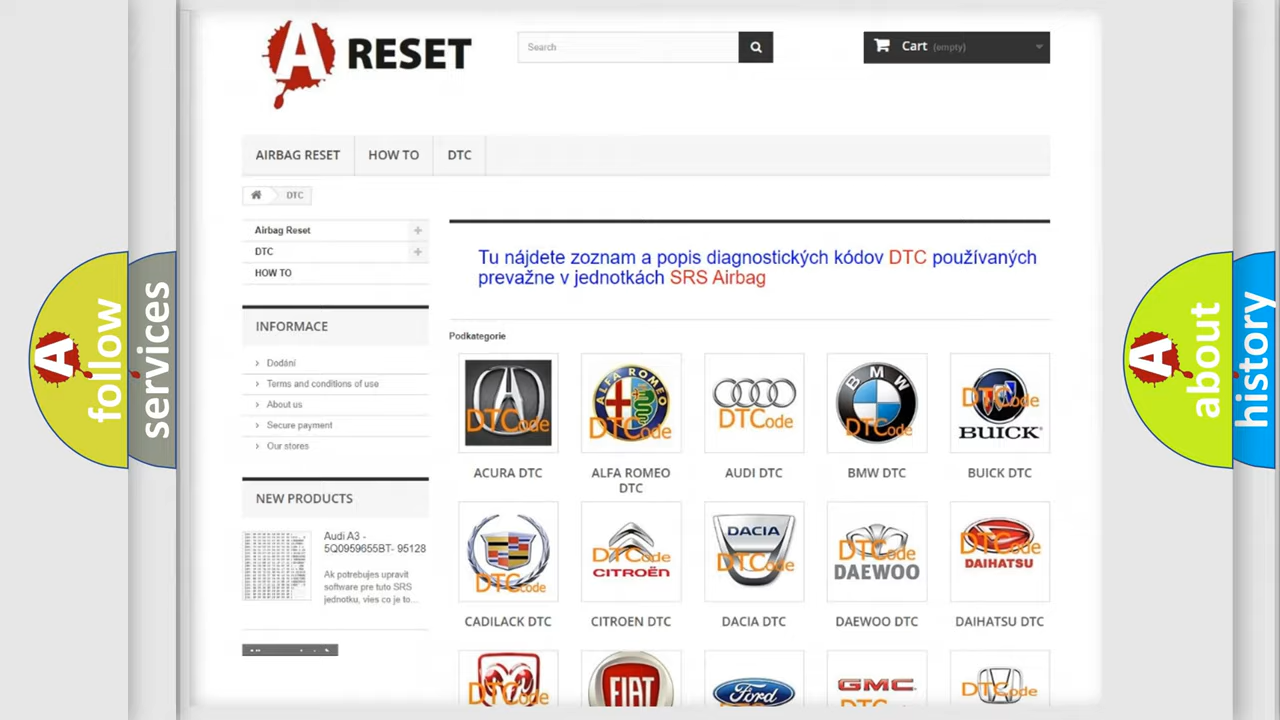 A RESET
Search
Cart (empty)
AIRBAG RESET
HOW TO
DTC
DTC
Airbag Reset
DTC
HOW TO
Tu nájdete zoznam a popis diagnostických kódov DTC používaných
prevažne v jednotkách SRS Airbag
INFORMACE
Dodání
Terms and conditions of use
About us
Secure payment
Our stores
NEW PRODUCTS
Audi A3 -
5Q0959655BT- 95128
Ak potrebujes upravit
software pre tuto SRS
jednotku, vies co je to...
Podkategorie
DTCode
ALFA ROMEO
DTCode
DTCode
BMW
DTCode
DTCode
BUICK
ACURA DTC
ALFA ROMEO
DTC
AUDI DTC
BMW DTC
BUICK DTC
DTCode
DTCode
CITROËN
DACIA
DTCode
DTCode
DAEWOO
DTCode
DAIHATSU
CADILACK DTC
CITROEN DTC
DACIA DTC
DAEWOO DTC
DAIHATSU DTC
DTCode
FIAT
Ford
GMC
DTCode
A follow
services
A about
history